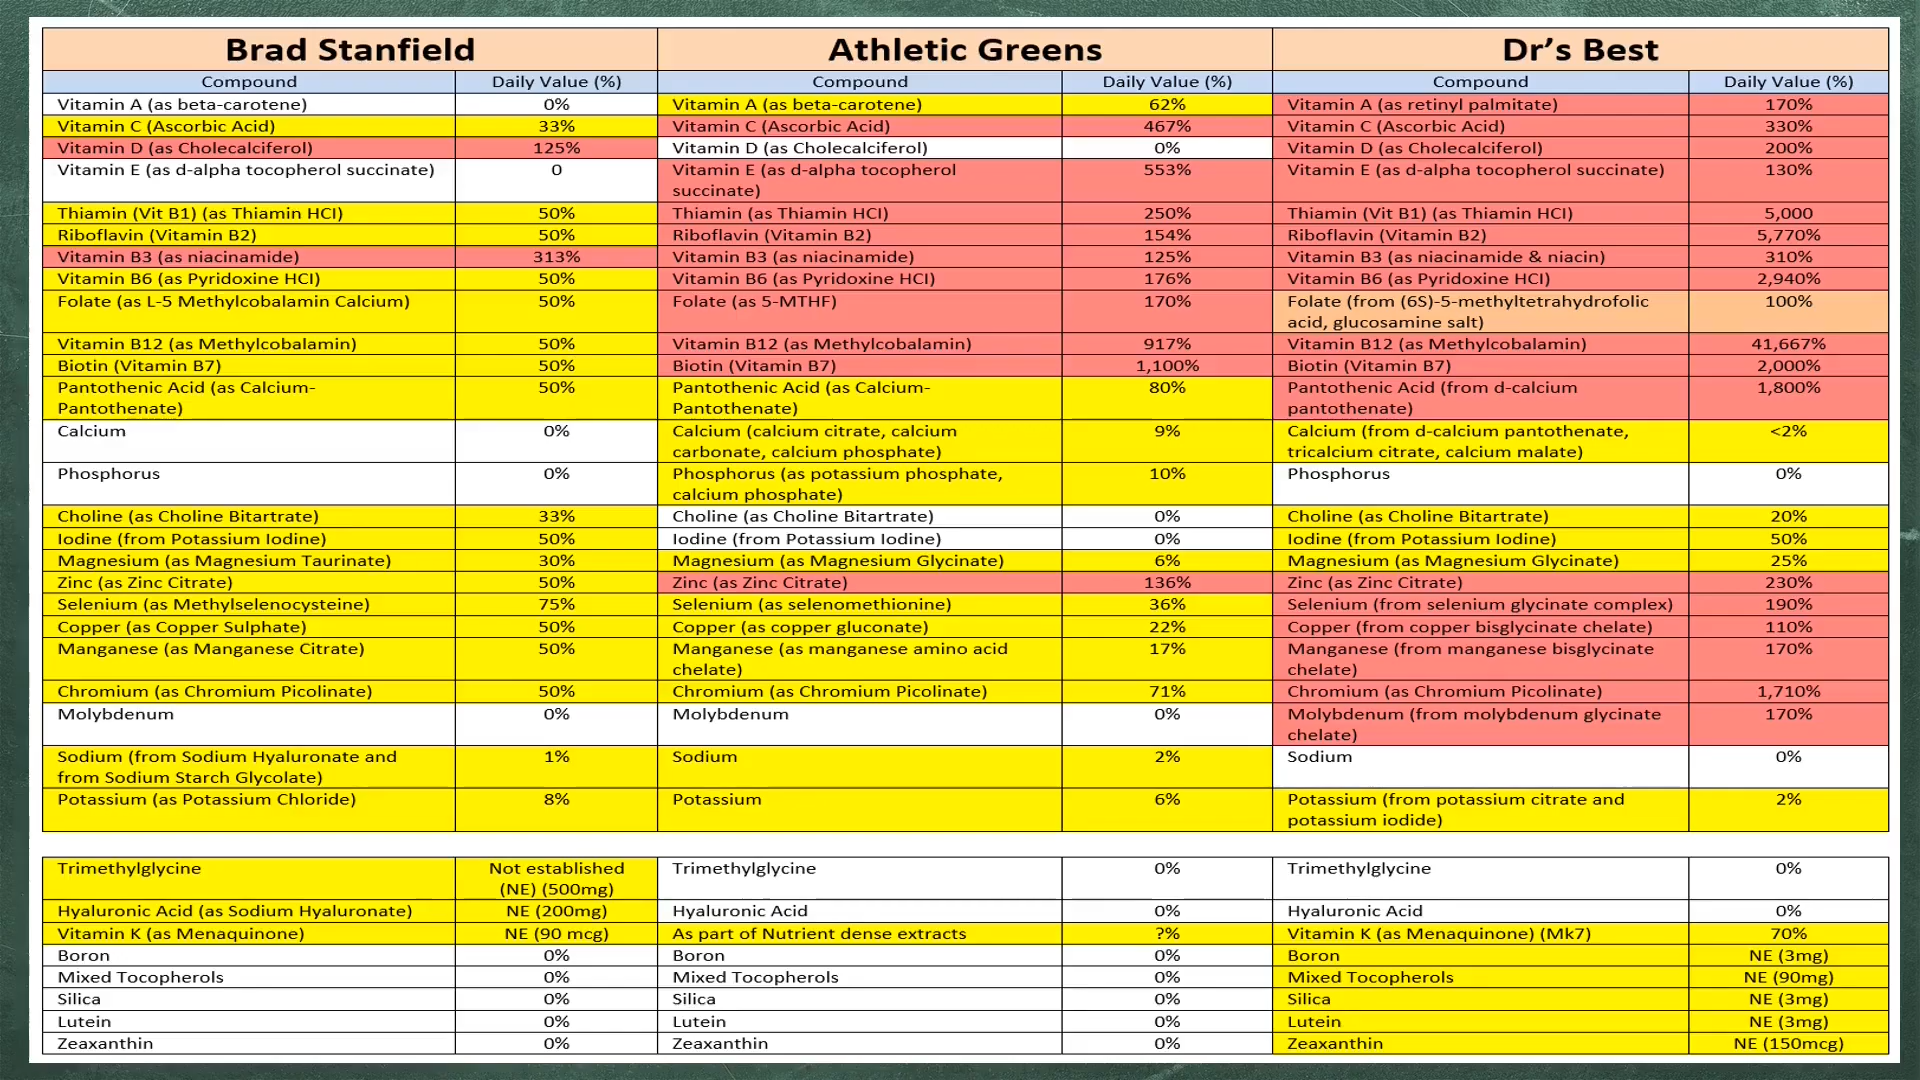 Brad Stanfield Athletic Greens Dr's Best
Compound Daily Value (%) Compound Daily Value (%) Compound Daily Value (%)
Vitamin A (as beta-carotene) 0% Vitamin A (as beta-carotene) 62% Vitamin A (as retinyl palmitate) 170%
Vitamin C (Ascorbic Acid) 33% Vitamin C (Ascorbic Acid) 467% Vitamin C (Ascorbic Acid) 330%
Vitamin D (as Cholecalciferol) 125% Vitamin D (as Cholecalciferol) 0% Vitamin D (as Cholecalciferol) 200%
Vitamin E (as d-alpha tocopherol succinate) 0 Vitamin E (as d-alpha tocopherol 553% Vitamin E (as d-alpha tocopherol succinate) 130%
succinate)
Thiamin (Vit B1) (as Thiamin HCI) 50% Thiamin (as Thiamin HCI) 250% Thiamin (Vit B1) (as Thiamin HCI) 5,000
Riboflavin (Vitamin B2) 50% Riboflavin (Vitamin B2) 154% Riboflavin (Vitamin B2) 5,770%
Vitamin B3 (as niacinamide) 313% Vitamin B3 (as niacinamide) 125% Vitamin B3 (as niacinamide & niacin) 310%
Vitamin B6 (as Pyridoxine HCI) 50% Vitamin B6 (as Pyridoxine HCI) 176% Vitamin B6 (as Pyridoxine HCI) 2,940%
Folate (as L-5 Methylcobalamin Calcium) 50% Folate (as 5-MTHF) 170% Folate (from (6S)-5-methyltetrahydrofolic 100%
acid, glucosamine salt)
Vitamin B12 (as Methylcobalamin) 50% Vitamin B12 (as Methylcobalamin) 917% Vitamin B12 (as Methylcobalamin) 41,667%
Biotin (Vitamin B7) 50% Biotin (Vitamin B7) 1,100% Biotin (Vitamin B7) 2,000%
Pantothenic Acid (as Calcium- 50% Pantothenic Acid (as Calcium- 80% Pantothenic Acid (from d-calcium 1,800%
Pantothenate) Pantothenate) pantothenate)
Calcium 0% Calcium (calcium citrate, calcium 9% Calcium (from d-calcium pantothenate, <2%
carbonate, calcium phosphate) tricalcium citrate, calcium malate)
Phosphorus 0% Phosphorus (as potassium phosphate, 10% Phosphorus 0%
calcium phosphate)
Choline (as Choline Bitartrate) 33% Choline (as Choline Bitartrate) 0% Choline (as Choline Bitartrate) 20%
Iodine (from Potassium Iodine) 50% Iodine (from Potassium Iodine) 0% Iodine (from Potassium Iodine) 50%
Magnesium (as Magnesium Taurinate) 30% Magnesium (as Magnesium Glycinate) 6% Magnesium (as Magnesium Glycinate) 25%
Zinc (as Zinc Citrate) 50% Zinc (as Zinc Citrate) 136% Zinc (as Zinc Citrate) 230%
Selenium (as Methylselenocysteine) 75% Selenium (as selenomethionine) 36% Selenium (from selenium glycinate complex) 190%
Copper (as Copper Sulphate) 50% Copper (as copper gluconate) 22% Copper (from copper bisglycinate chelate) 110%
Manganese (as Manganese Citrate) 50% Manganese (as manganese amino acid 17% Manganese (from manganese bisglycinate 170%
chelate) chelate)
Chromium (as Chromium Picolinate) 50% Chromium (as Chromium Picolinate) 71% Chromium (as Chromium Picolinate) 1,710%
Molybdenum 0% Molybdenum 0% Molybdenum (from molybdenum glycinate 170%
chelate)
Sodium (from Sodium Hyaluronate and 1% Sodium 2% Sodium 0%
from Sodium Starch Glycolate)
Potassium (as Potassium Chloride) 8% Potassium 6% Potassium (from potassium citrate and 2%
potassium iodide)
Trimethylglycine Not established Trimethylglycine 0% Trimethylglycine 0%
(NE) (500mg)
Hyaluronic Acid (as Sodium Hyaluronate) NE (200mg) Hyaluronic Acid 0% Hyaluronic Acid 0%
Vitamin K (as Menaquinone) NE (90 mcg) As part of Nutrient dense extracts ?% Vitamin K (as Menaquinone) (Mk7) 70%
Boron 0% Boron 0% Boron NE (3mg)
Mixed Tocopherols 0% Mixed Tocopherols 0% Mixed Tocopherols NE (90mg)
Silica 0% Silica 0% Silica NE (3mg)
Lutein 0% Lutein 0% Lutein NE (3mg)
Zeaxanthin 0% Zeaxanthin 0% Zeaxanthin NE (150mcg)